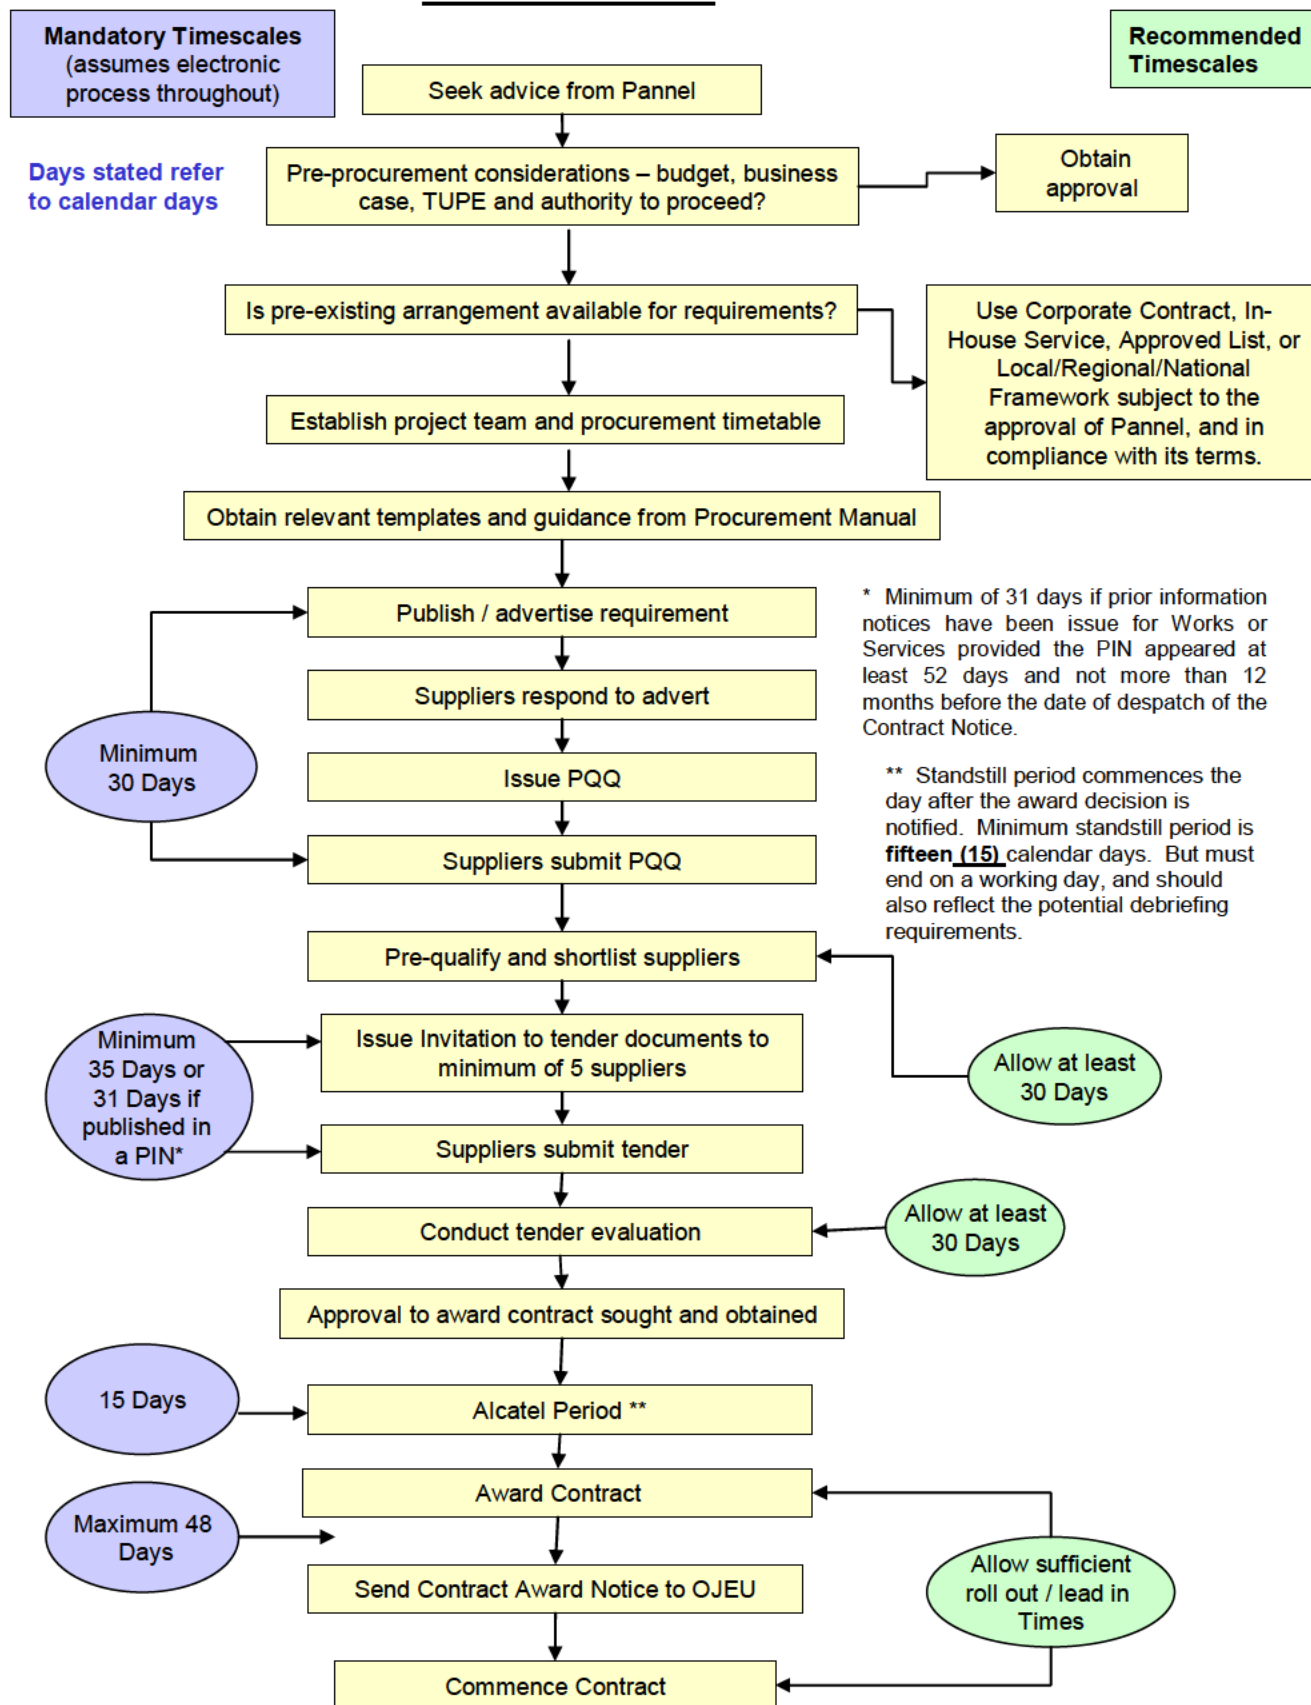 Mandatory Timescales
(assumes electronic
process throughout)
Recommended
Timescales
Seek advice from Pannel
Days stated refer
to calendar days
Pre-procurement considerations – budget, business
case, TUPE and authority to proceed?
Obtain
approval
Is pre-existing arrangement available for requirements?
Use Corporate Contract, In-
House Service, Approved List, or
Local/Regional/National
Framework subject to the
approval of Pannel, and in
compliance with its terms.
Establish project team and procurement timetable
Obtain relevant templates and guidance from Procurement Manual
Publish / advertise requirement
* Minimum of 31 days if prior information
notices have been issue for Works or
Services provided the PIN appeared at
least 52 days and not more than 12
months before the date of despatch of the
Contract Notice.
Suppliers respond to advert
Minimum
30 Days
Issue PQQ
** Standstill period commences the
day after the award decision is
notified. Minimum standstill period is
fifteen (15) calendar days. But must
end on a working day, and should
also reflect the potential debriefing
requirements.
Suppliers submit PQQ
Pre-qualify and shortlist suppliers
Minimum
35 Days or
31 Days if
published in
a PIN*
Issue Invitation to tender documents to
minimum of 5 suppliers
Allow at least
30 Days
Suppliers submit tender
Conduct tender evaluation
Allow at least
30 Days
Approval to award contract sought and obtained
15 Days
Alcatel Period **
Award Contract
Maximum 48
Days
Send Contract Award Notice to OJEU
Allow sufficient
roll out / lead in
Times
Commence Contract